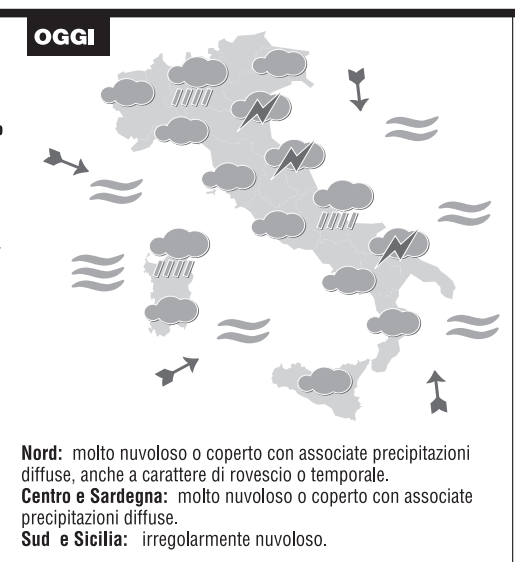 OGGI
Nord: molto nuvoloso o coperto con associate precipitazioni
diffuse, anche a carattere di rovescio o temporale.
Centro e Sardegna: molto nuvoloso o coperto con associate
precipitazioni diffuse.
Sud e Sicilia: irregolarmente nuvoloso.